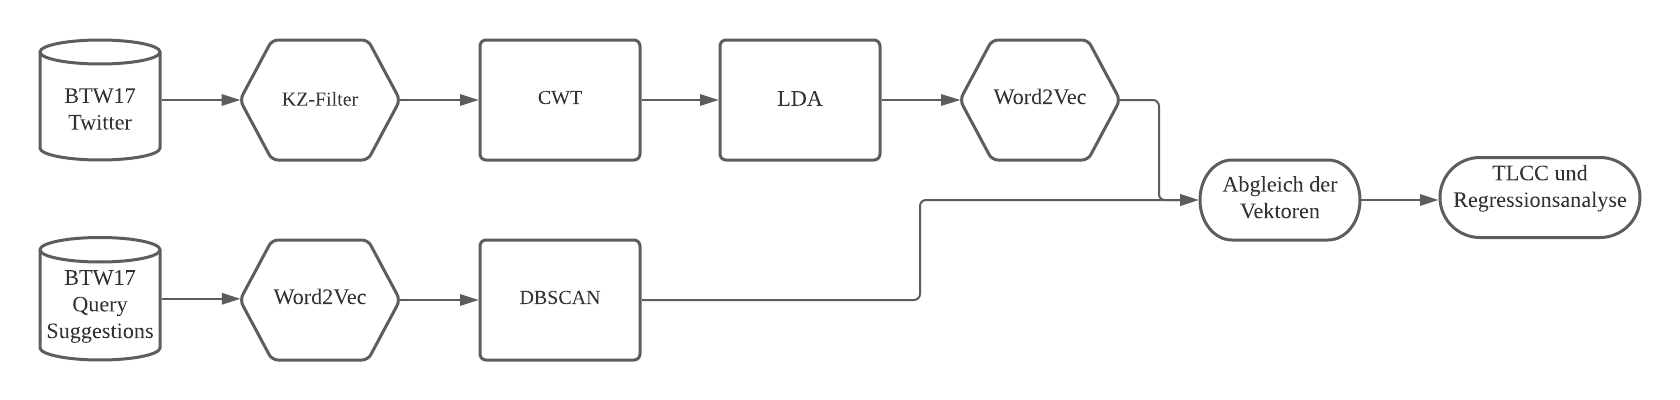 BTW17
Twitter
KZ-Filter
CWT
LDA
Word2Vec
Abgleich der
Vektoren
TLCC und
Regressionsanalyse
BTW17
Query
Suggestions
Word2Vec
DBSCAN